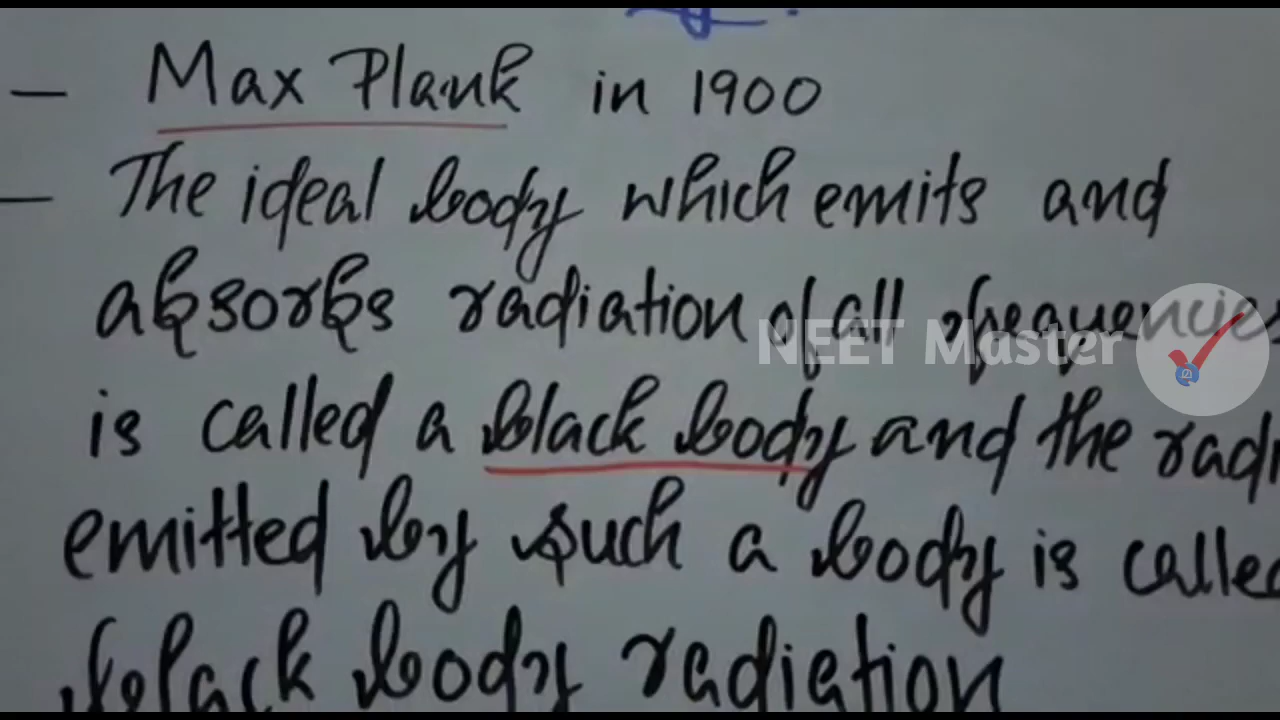 – Max Plank in 1900
– The ideal body which emits and
absorbs radiation of all frequencies
is called a black body and the radi
emitted by such a body is called
black body radiation
NEET Master